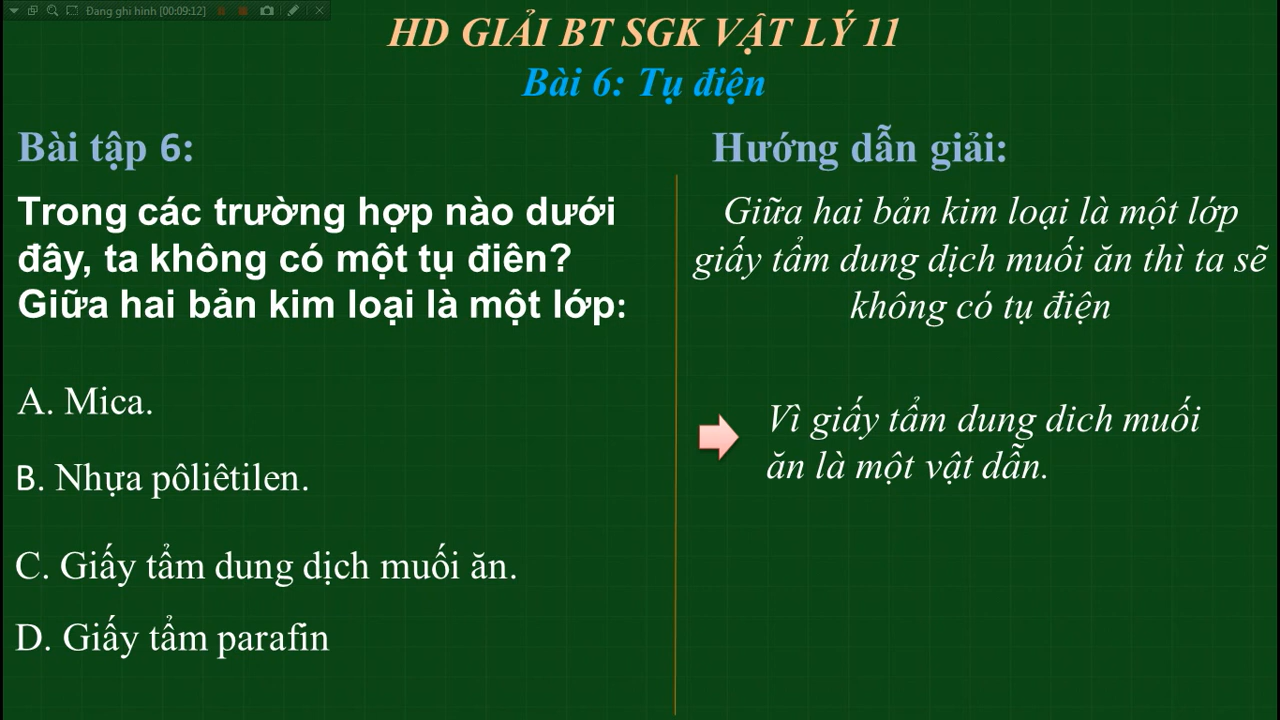 Đang ghi hình [00:09:12]
HD GIẢI BT SGK VẬT LÝ 11
Bài 6: Tụ điện
Bài tập 6:
Trong các trường hợp nào dưới
đây, ta không có một tụ điên?
Giữa hai bản kim loại là một lớp:
A. Mica.
B. Nhựa pôliêtilen.
C. Giấy tẩm dung dịch muối ăn.
D. Giấy tẩm parafin
Hướng dẫn giải:
Giữa hai bản kim loại là một lớp
giấy tẩm dung dịch muối ăn thì ta sẽ
không có tụ điện
Vì giấy tẩm dung dich muối
ăn là một vật dẫn.